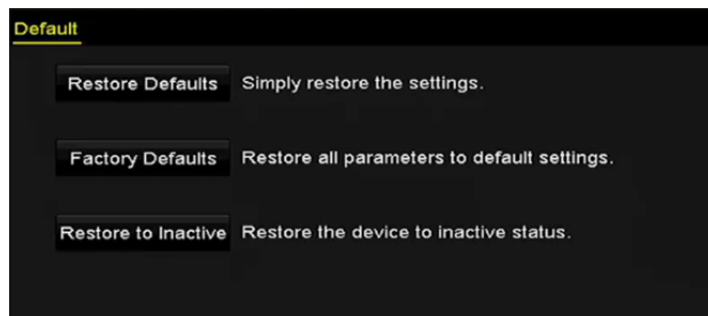 Default
Restore Defaults Simply restore the settings.
Factory Defaults Restore all parameters to default settings.
Restore to Inactive Restore the device to inactive status.